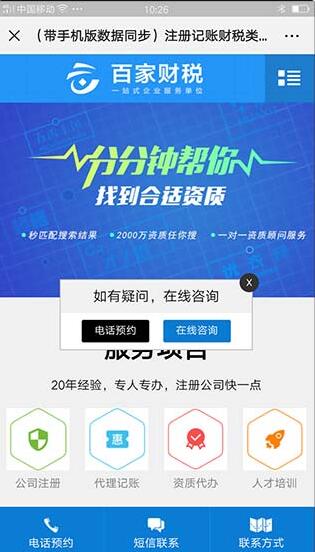 中国移动
10:26
（带手机版数据同步）注册记账财税类...
百家财税
一站式企业服务单位
分分钟帮你
找到合适资质
秒匹配搜索结果 2000万资质任你搜 一对一资质顾问服务
X
如有疑问，在线咨询
电话预约 在线咨询
服务项目
20年经验，专人专办，注册公司快一点
惠
公司注册 代理记账 资质代办 人才培训
电话预约 短信联系 联系方式